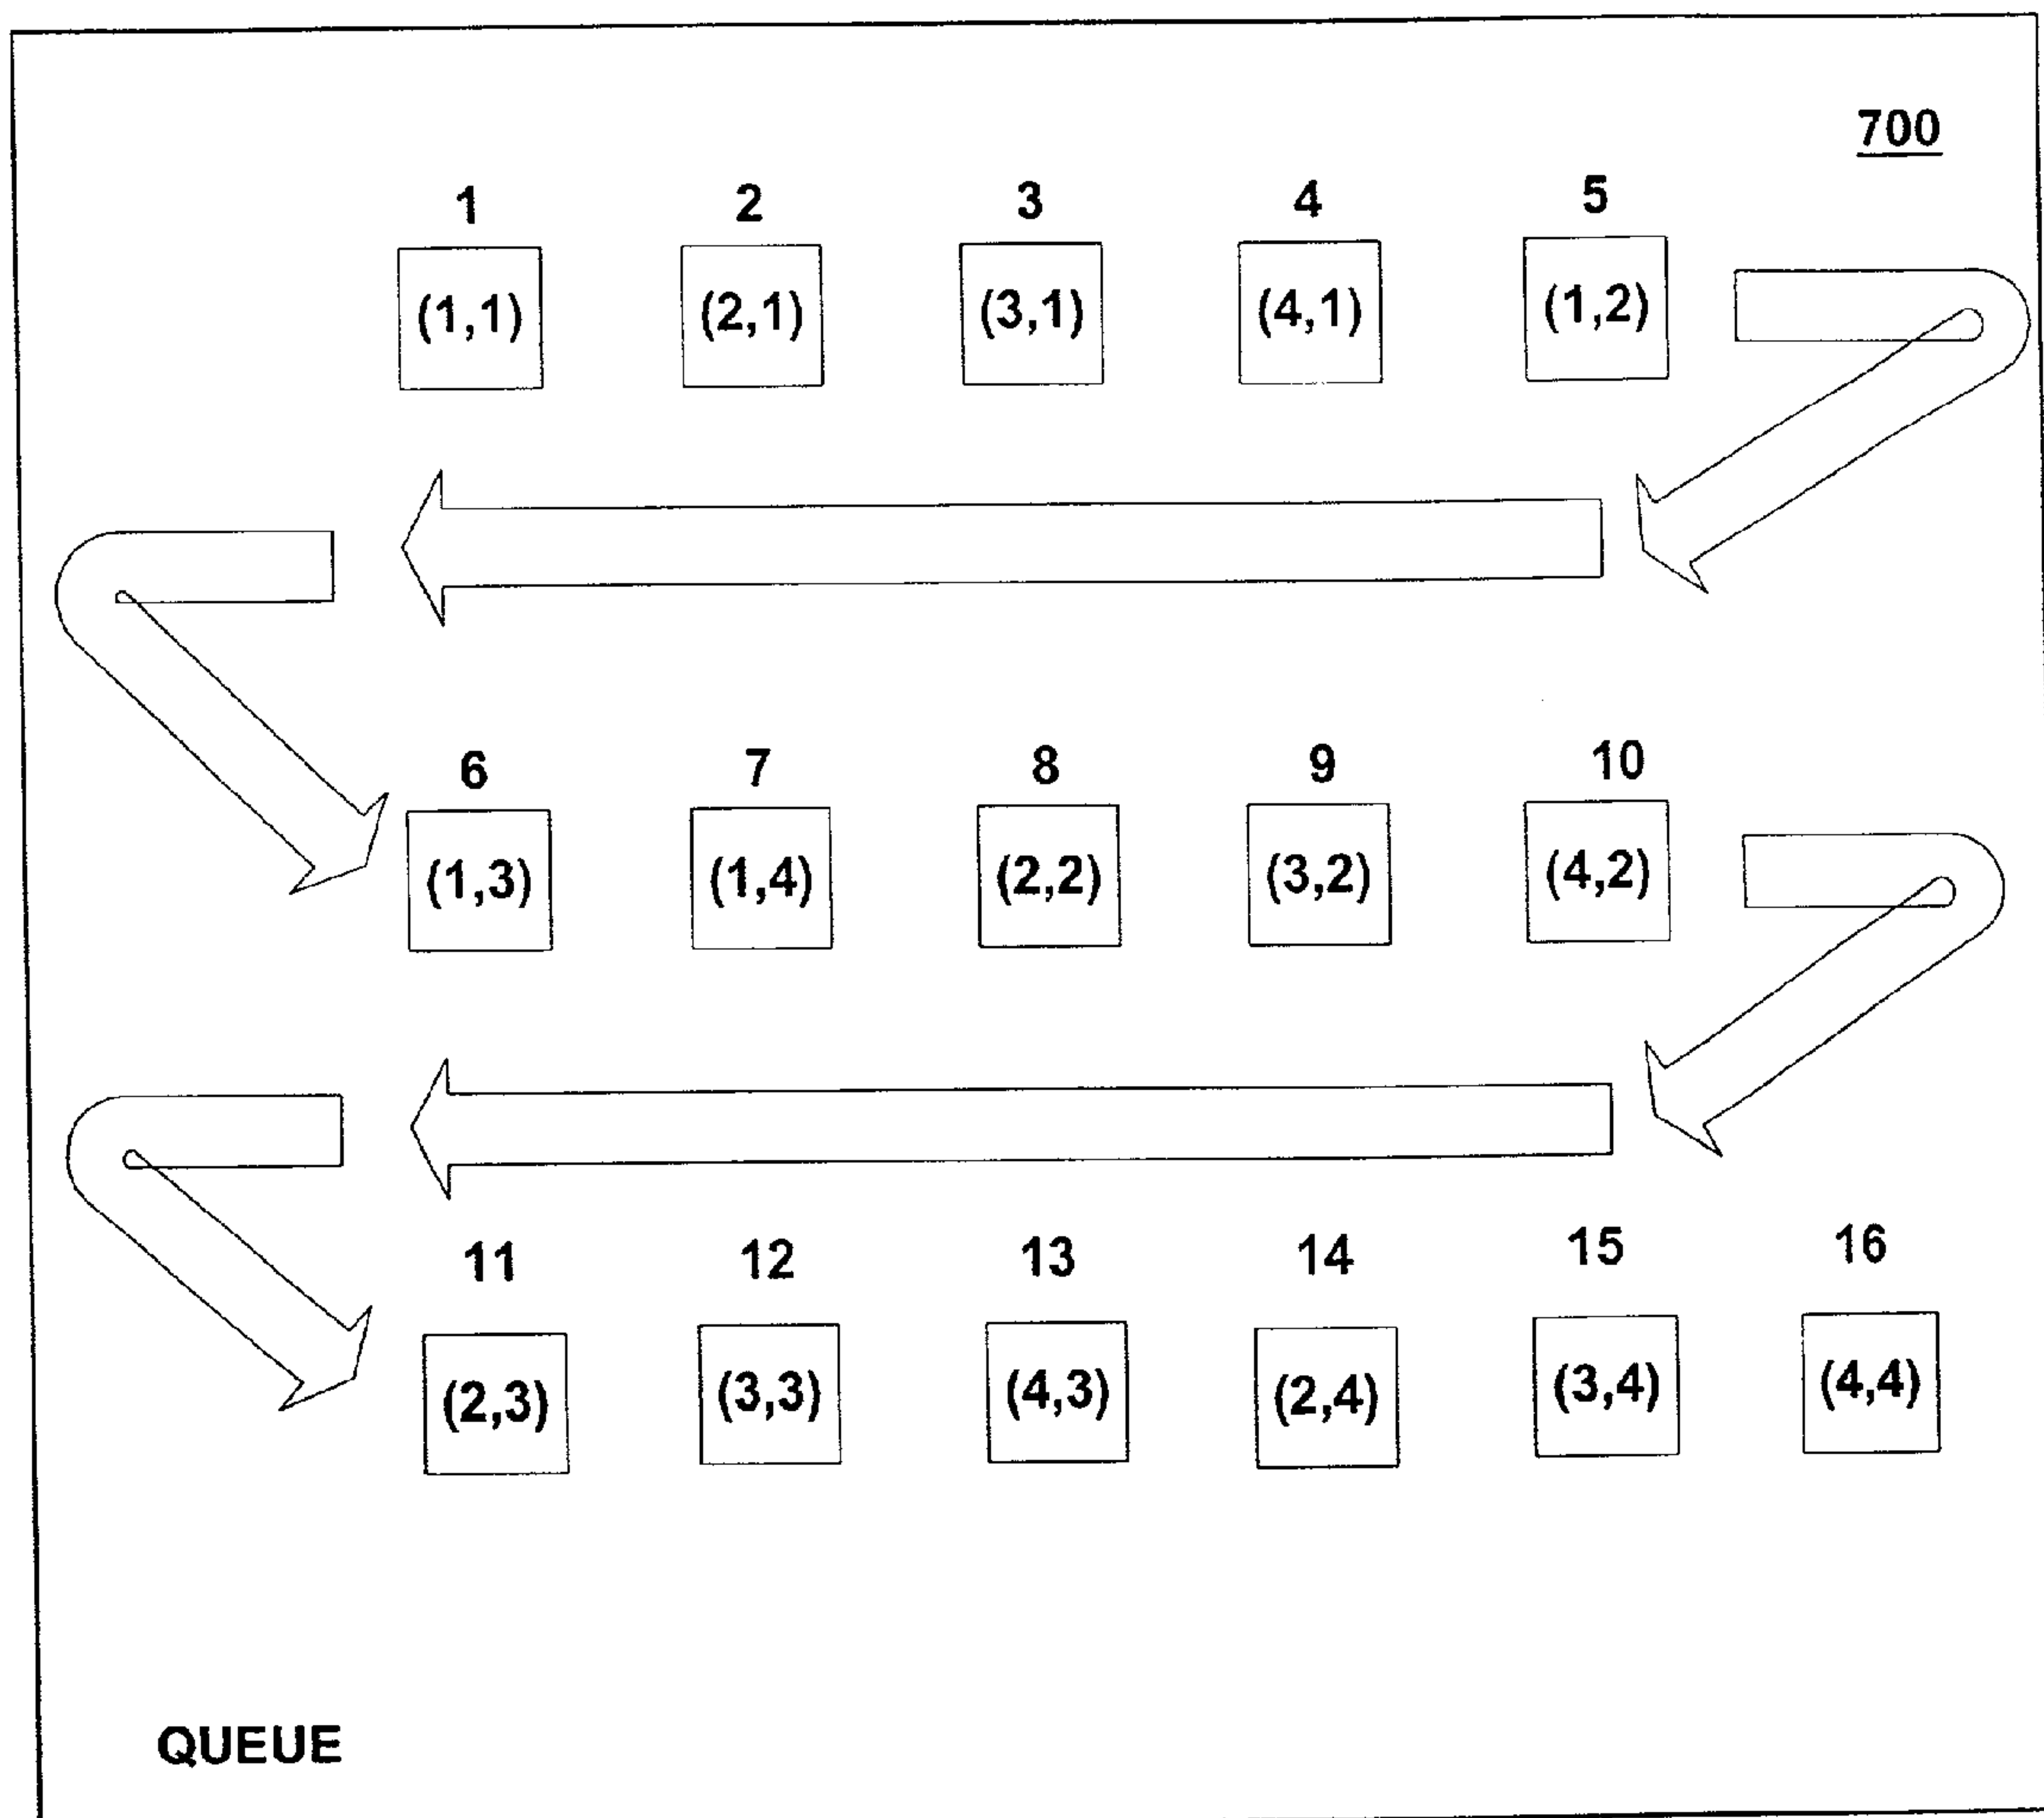 700
1 2 3 4 5
(1,1) (2,1) (3,1) (4,1) (1,2)
6 7 8 9 10
(1,3) (1,4) (2,2) (3,2) (4,2)
11 12 13 14 15 16
(2,3) (3,3) (4,3) (2,4) (3,4) (4,4)
QUEUE